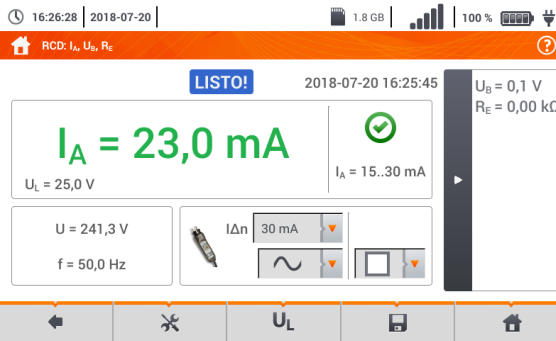 16:26:28 2018-07-20 1.8 GB 100 %
RCD: IA, UB, RE
LISTO! 2018-07-20 16:25:45
IA = 23,0 mA
UL = 25,0 V
IA = 15..30 mA
UB = 0,1 V
RE = 0,00 kΩ
U = 241,3 V
f = 50,0 Hz
IΔn 30 mA
UL